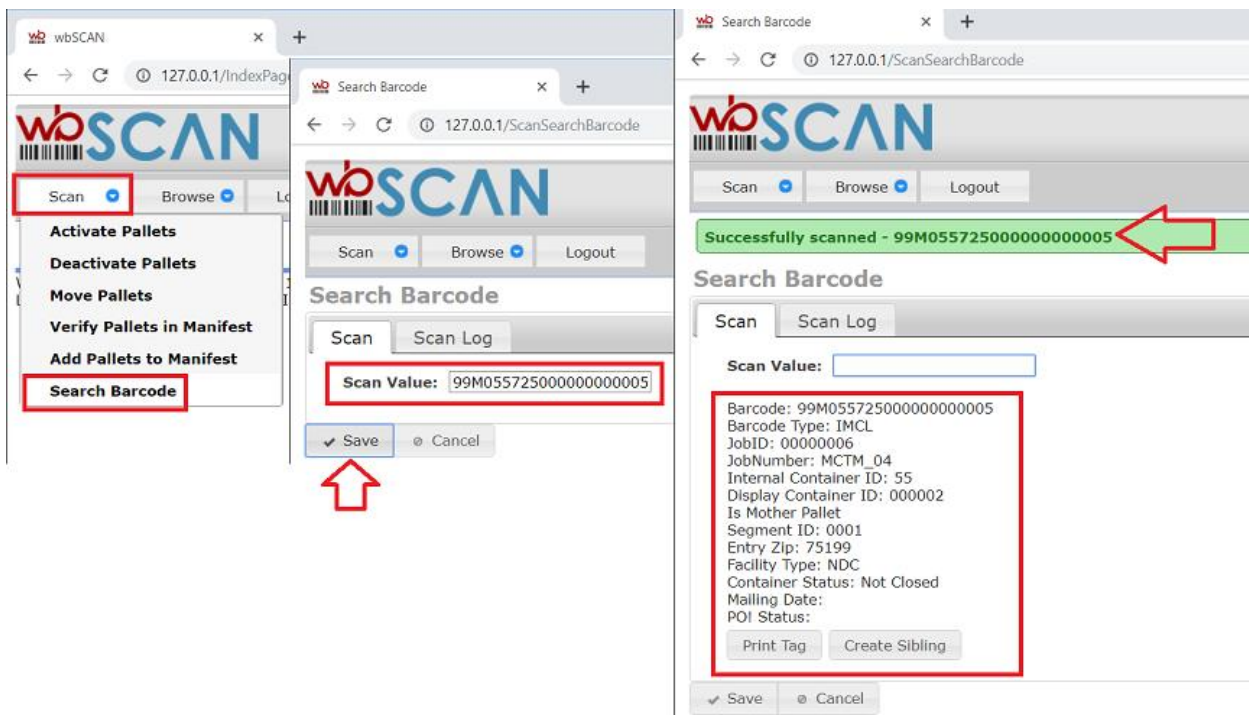 wbSCAN
127.0.0.1/IndexPag
wbSCAN
Scan Browse
Activate Pallets
Deactivate Pallets
Move Pallets
Verify Pallets in Manifest
Add Pallets to Manifest
Search Barcode
Search Barcode
127.0.0.1/ScanSearchBarcode
wbSCAN
Scan Browse Logout
Search Barcode
Scan Scan Log
Scan Value: 99M055725000000000005
Save Cancel
Search Barcode
127.0.0.1/ScanSearchBarcode
wbSCAN
Scan Browse Logout
Successfully scanned - 99M055725000000000005
Search Barcode
Scan Scan Log
Scan Value:
Barcode: 99M055725000000000005
Barcode Type: IMCL
JobID: 00000006
JobNumber: MCTM_04
Internal Container ID: 55
Display Container ID: 000002
Is Mother Pallet
Segment ID: 0001
Entry Zip: 75199
Facility Type: NDC
Container Status: Not Closed
Mailing Date:
POI Status:
Print Tag Create Sibling
Save Cancel